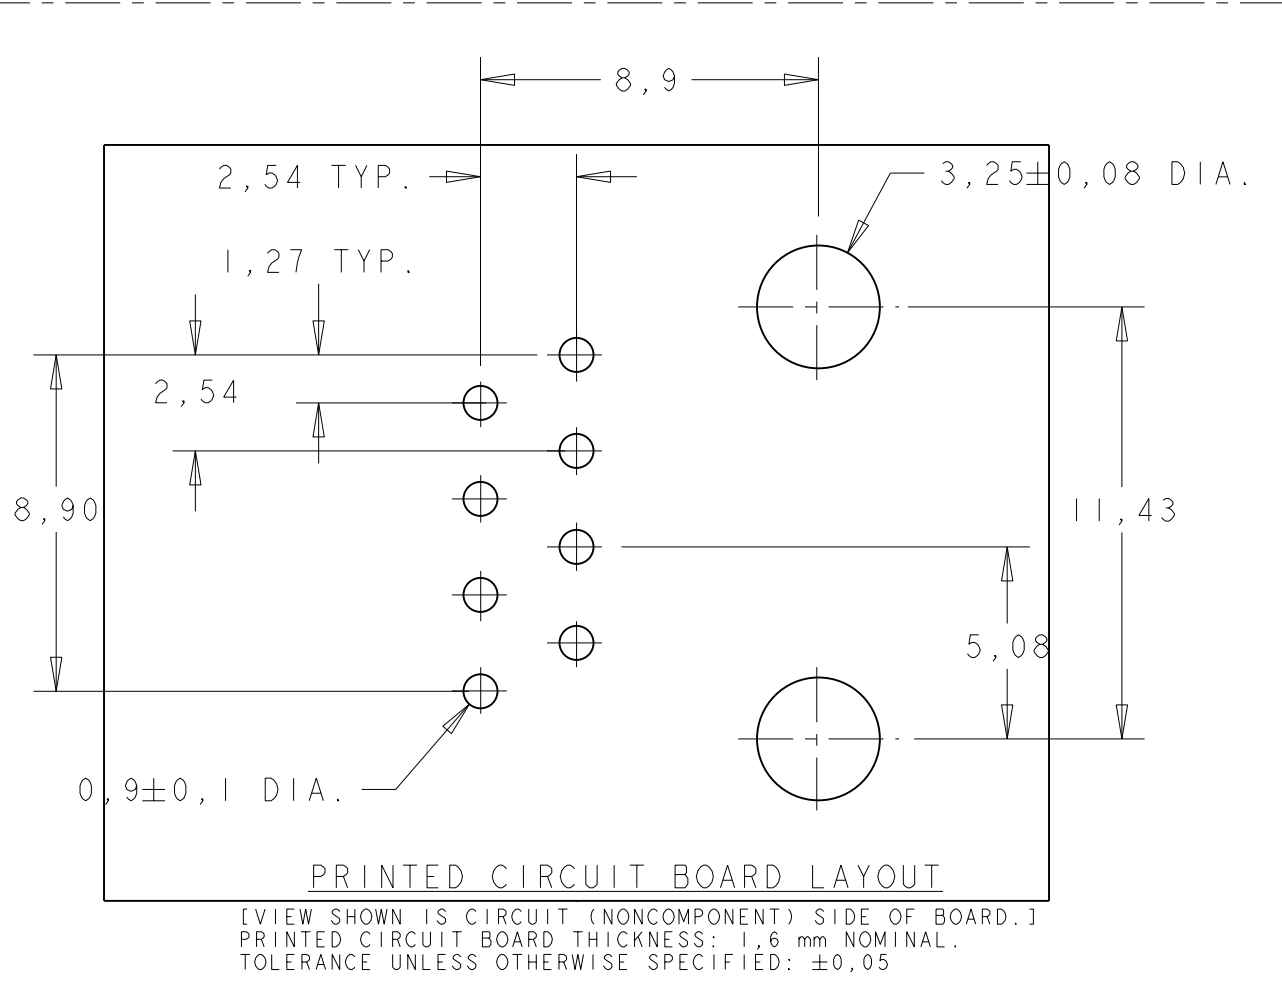 8,9
2,54 TYP.
3,25±0,08 DIA.
1,27 TYP.
2,54
8,90
11,43
5,08
0,9±0,1 DIA.
PRINTED CIRCUIT BOARD LAYOUT
[VIEW SHOWN IS CIRCUIT (NONCOMPONENT) SIDE OF BOARD.]
PRINTED CIRCUIT BOARD THICKNESS: 1,6 mm NOMINAL.
TOLERANCE UNLESS OTHERWISE SPECIFIED: ±0,05